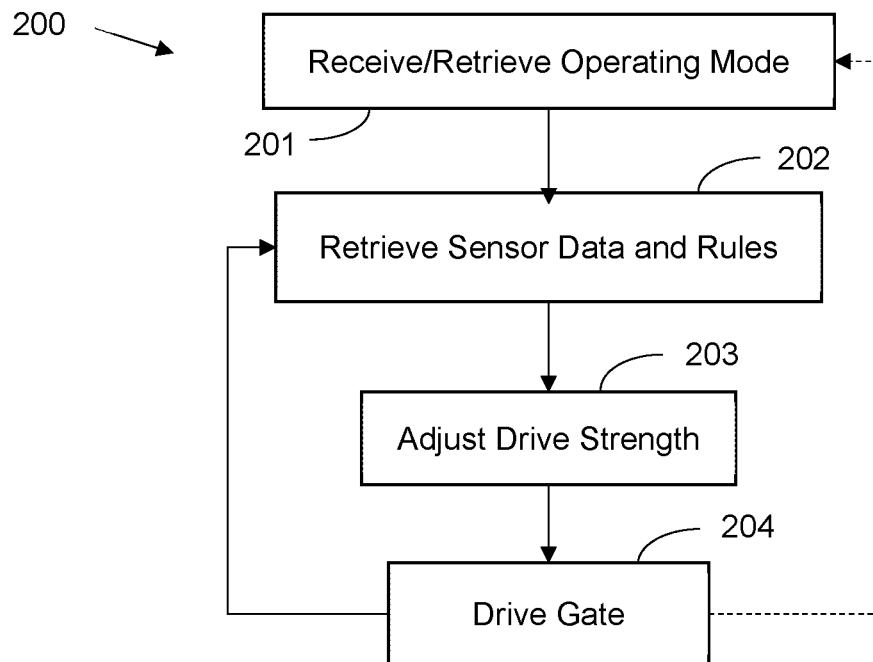 200
Receive/Retrieve Operating Mode
201
202
Retrieve Sensor Data and Rules
203
Adjust Drive Strength
204
Drive Gate